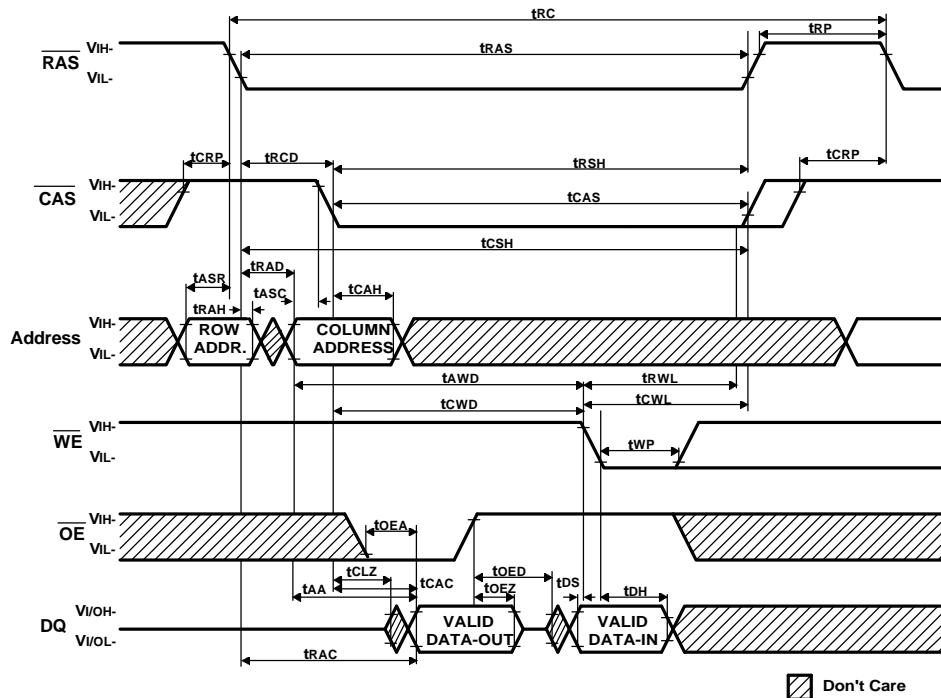 tRC
tRP
VIH-
RAS
tRAS
VIL-
tCRP
tRCD
tRSH
tCRP
VIH-
CAS
tCAS
VIL-
tCSH
tRAD
tASR
tASC
tCAH
tRAH
VIH-
ROW
COLUMN
Address
VIL-
ADDR.
ADDRESS
tAWD
tRWL
tCWD
tCWL
VIH-
WE
tWP
VIL-
VIH-
OE
tOEA
VIL-
tCLZ
tOED
tAA
tCAC
tOEZ
tDS
tDH
VI/OH-
VALID
VALID
DQ
DATA-OUT
DATA-IN
VI/OL-
tRAC
Don't Care